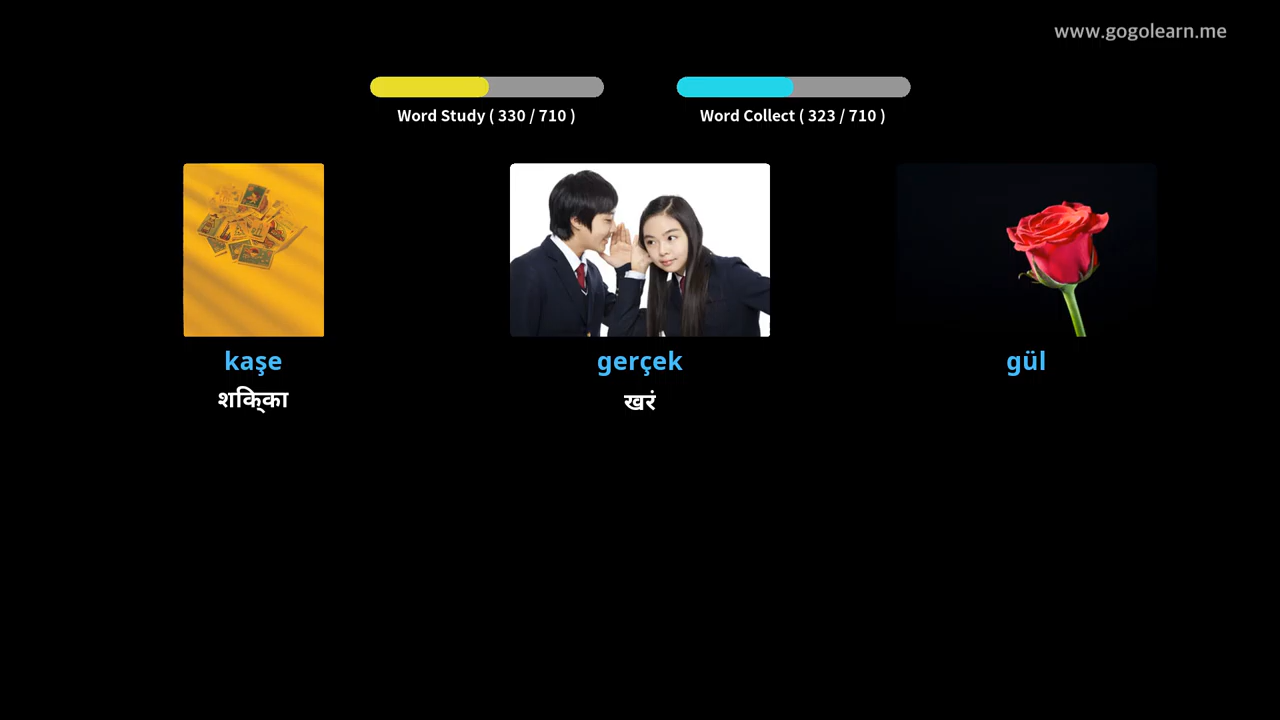 www.gogolearn.me
Word Study ( 330 / 710 )
Word Collect ( 323 / 710 )
kaşe
gerçek
gül
शकि्का
खरं